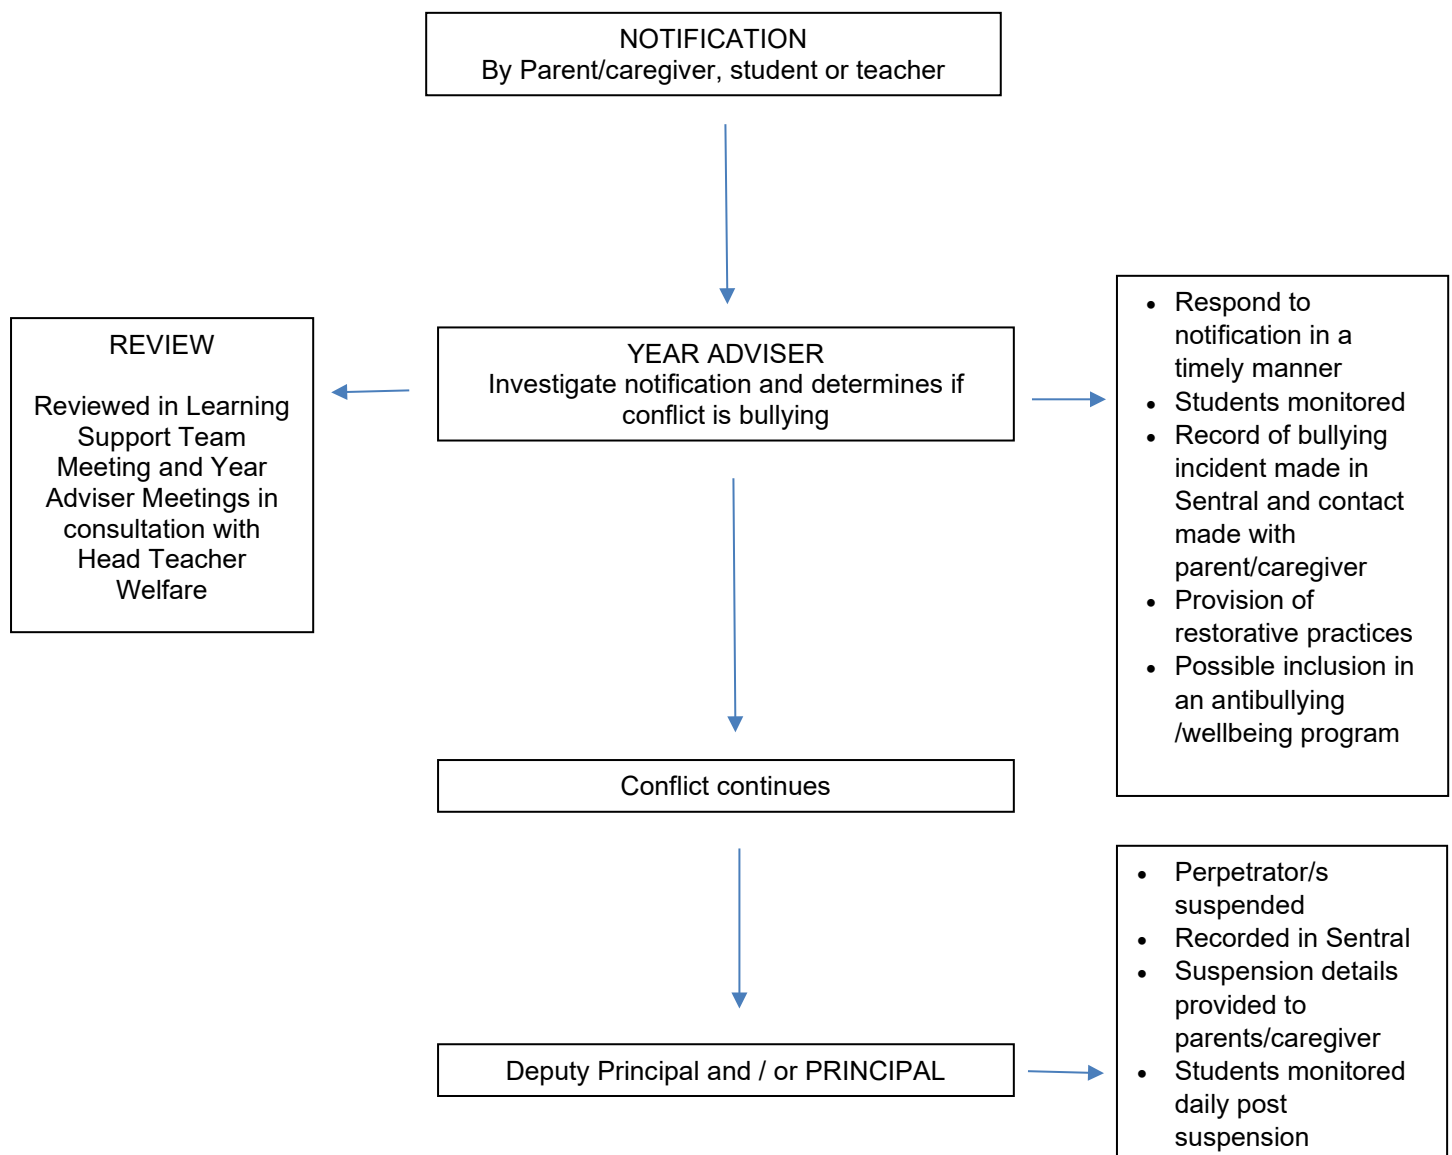 NOTIFICATION
By Parent/caregiver, student or teacher
REVIEW
Reviewed in Learning
Support Team
Meeting and Year
Adviser Meetings in
consultation with
Head Teacher
Welfare
YEAR ADVISER
Investigate notification and determines if
conflict is bullying
• Respond to
notification in a
timely manner
• Students monitored
• Record of bullying
incident made in
Sentral and contact
made with
parent/caregiver
• Provision of
restorative practices
• Possible inclusion in
an antibullying
/wellbeing program
Conflict continues
Deputy Principal and / or PRINCIPAL
• Perpetrator/s
suspended
• Recorded in Sentral
• Suspension details
provided to
parents/caregiver
• Students monitored
daily post
suspension